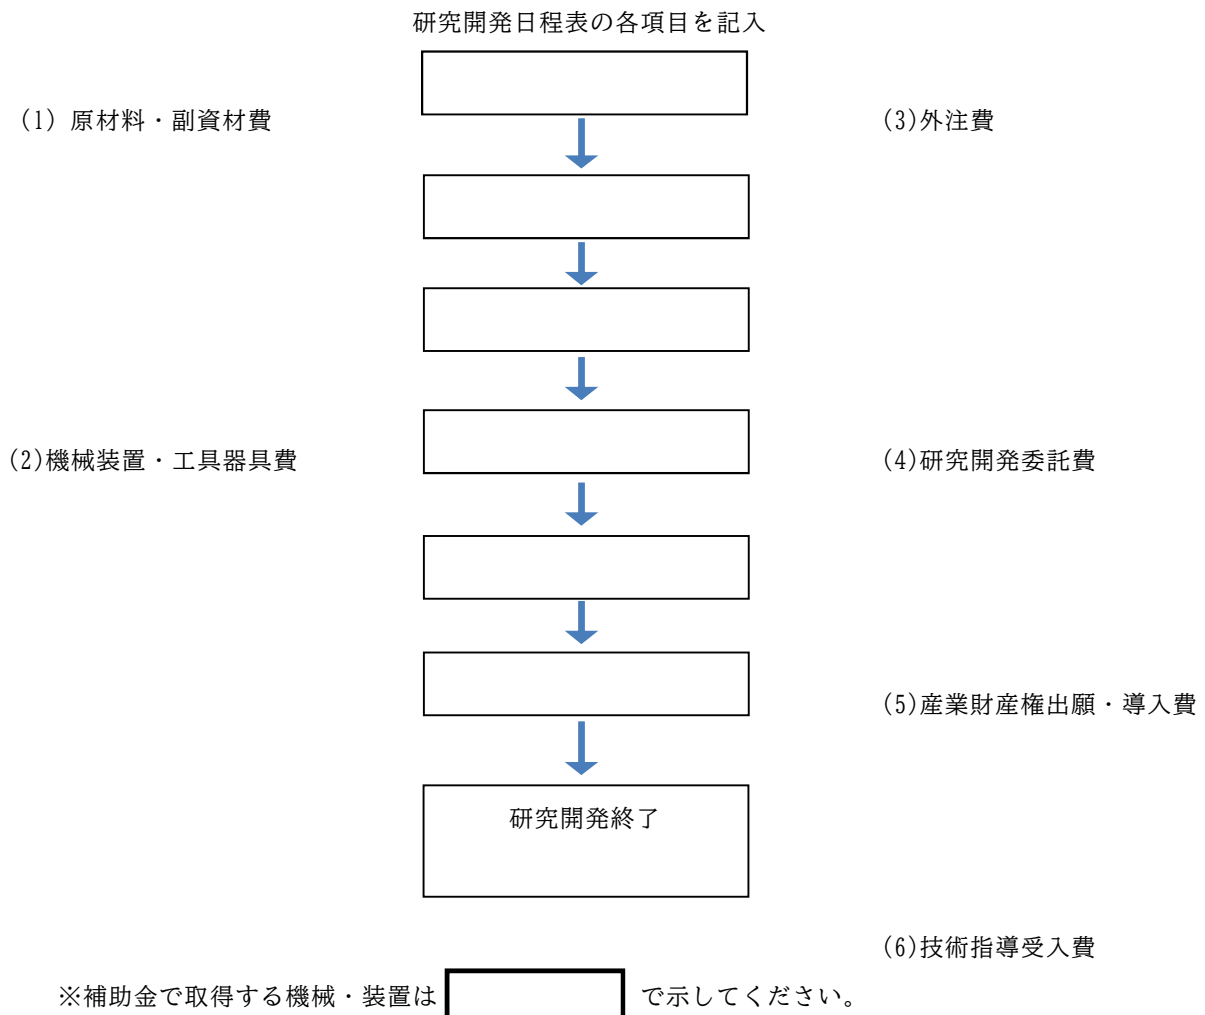 研究開発日程表の各項目を記入
(1) 原材料・副資材費
(3)外注費
(2)機械装置・工具器具費
(4)研究開発委託費
(5)産業財産権出願・導入費
研究開発終了
(6)技術指導受入費
※補助金で取得する機械・装置は で示してください。